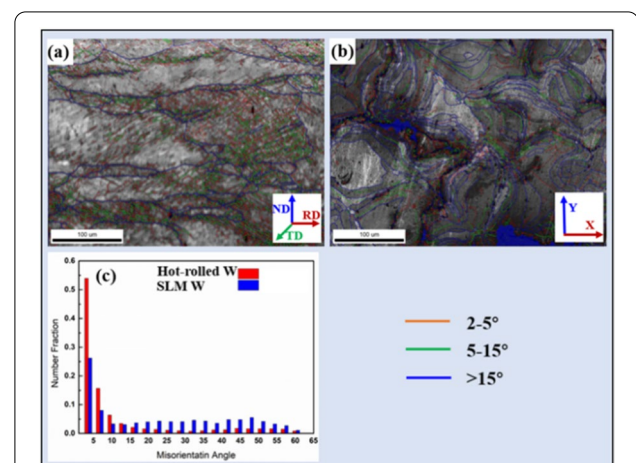 (a)
ND
RD
TD
100 um
(b)
Y
X
100 um
(c)
Hot-rolled W
SLM W
Number Fraction
0.6
0.5
0.4
0.3
0.2
0.1
0.0
5 10 15 20 25 30 35 40 45 50 55 60 65
Misorientatin Angle
2-5°
5-15°
>15°